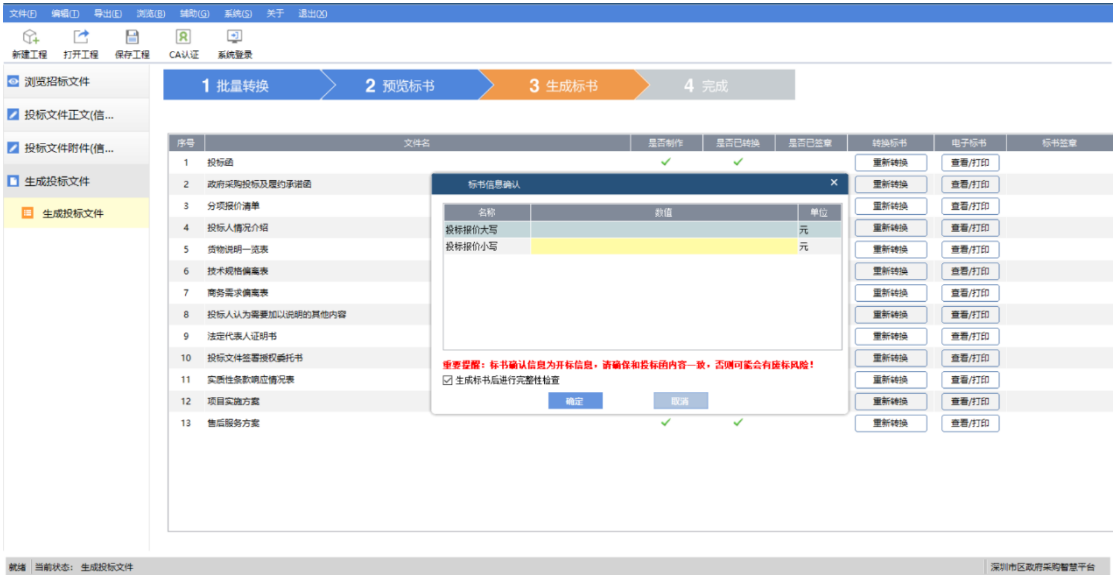 文件(F) 编辑(T) 导出(E) 浏览(B) 辅助(G) 系统(S) 关于 退出(X)
新建工程 打开工程 保存工程 CA认证 系统登录
浏览招标文件
投标文件正文(信...
投标文件附件(信...
生成投标文件
生成投标文件
1 批量转换 2 预览标书 3 生成标书 4 完成
序号 文件名 是否制作 是否已转换 是否已签章 转换标书 电子标书 标书签章
1 投标函 重新转换 查看/打印
2 政府采购投标及履约承诺函 重新转换 查看/打印
3 分项报价清单 重新转换 查看/打印
4 投标人情况介绍 重新转换 查看/打印
5 货物说明一览表 重新转换 查看/打印
6 技术规格偏离表 重新转换 查看/打印
7 商务需求偏离表 重新转换 查看/打印
8 投标人认为需要加以说明的其他内容 重新转换 查看/打印
9 法定代表人证明书 重新转换 查看/打印
10 投标文件签署授权委托书 重新转换 查看/打印
11 实质性条款响应情况表 重新转换 查看/打印
12 项目实施方案 重新转换 查看/打印
13 售后服务方案 重新转换 查看/打印
标书信息确认 ×
名称 数值 单位
投标报价大写 元
投标报价小写 元
重要提醒:标书确认信息为开标信息,请确保和投标函内容一致,否则可能会有废标风险!
生成标书后进行完整性检查
确定 取消
就绪 当前状态: 生成投标文件 深圳市区政府采购智慧平台